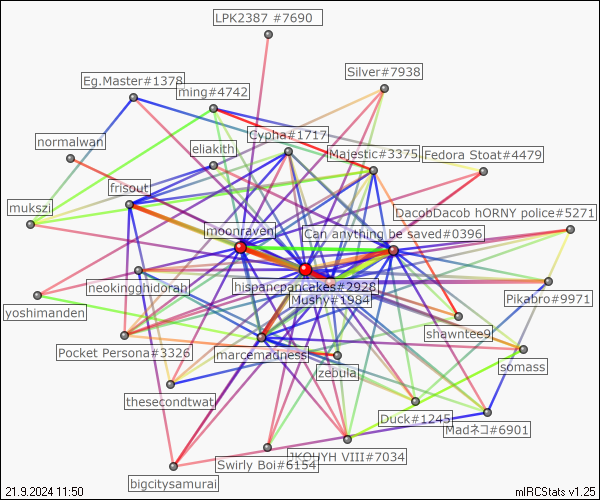 LPK2387 #7690
Silver#7938
Eg.Master#1378
ming#4742
Cypha#1717
normalwan
eliakith
Majestic#3375
Fedora Stoat#4479
frisout
mukszi
DacobDacob hORNY police#5271
moonraven
Can anything be saved#0396
neokingghidorah
hispancpancakes#2928
Mushy#1984
Pikabro#9971
yoshimanden
shawntee9
Pocket Persona#3326
marcemadness
zebula
somass
thesecondtwat
Duck#1245
Madネコ#6901
JKOUYH VIII#7034
Swirly Boi#6154
bigcitysamurai
21.9.2024 11:50
mIRCStats v1.25